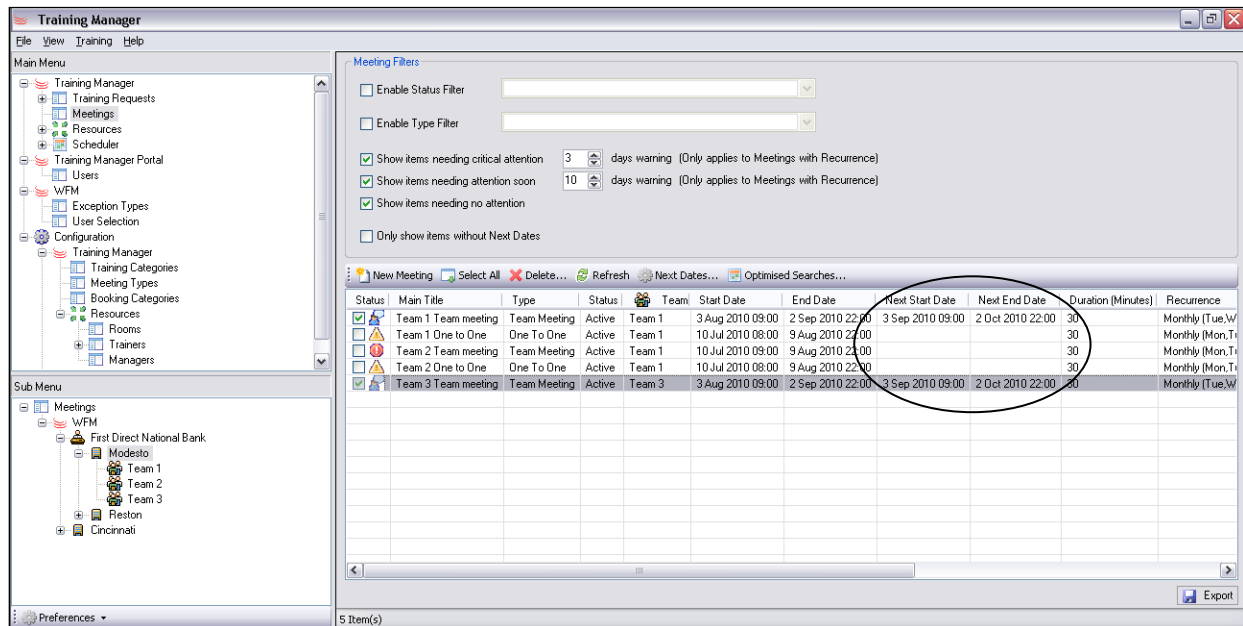 Training Manager
File View Training Help
Main Menu
Training Manager
Training Requests
Meetings
Resources
Scheduler
Training Manager Portal
Users
WFM
Exception Types
User Selection
Configuration
Training Manager
Training Categories
Meeting Types
Booking Categories
Resources
Rooms
Trainers
Managers
Sub Menu
Meetings
WFM
First Direct National Bank
Modesto
Team 1
Team 2
Team 3
Reston
Cincinnati
Preferences
Meeting Filters
Enable Status Filter
Enable Type Filter
Show items needing critical attention 3 days warning (Only applies to Meetings with Recurrence)
Show items needing attention soon 10 days warning (Only applies to Meetings with Recurrence)
Show items needing no attention
Only show items without Next Dates
New Meeting Select All Delete... Refresh Next Dates... Optimised Searches...
Status Main Title Type Status Team Start Date End Date Next Start Date Next End Date Duration (Minutes) Recurrence
Team 1 Team meeting Team Meeting Active Team 1 3 Aug 2010 09:00 2 Sep 2010 22:00 3 Sep 2010 09:00 2 Oct 2010 22:00 30 Monthly (Tue,W
Team 1 One to One One To One Active Team 1 10 Jul 2010 08:00 9 Aug 2010 22:00 30 Monthly (Mon,T
Team 2 Team meeting Team Meeting Active Team 1 10 Jul 2010 09:00 9 Aug 2010 22:00 30 Monthly (Mon,T
Team 2 One to One One To One Active Team 1 10 Jul 2010 08:00 9 Aug 2010 22:00 30 Monthly (Mon,T
Team 3 Team meeting Team Meeting Active Team 3 3 Aug 2010 09:00 2 Sep 2010 22:00 3 Sep 2010 09:00 2 Oct 2010 22:00 30 Monthly (Tue,W
Export
5 Item(s)